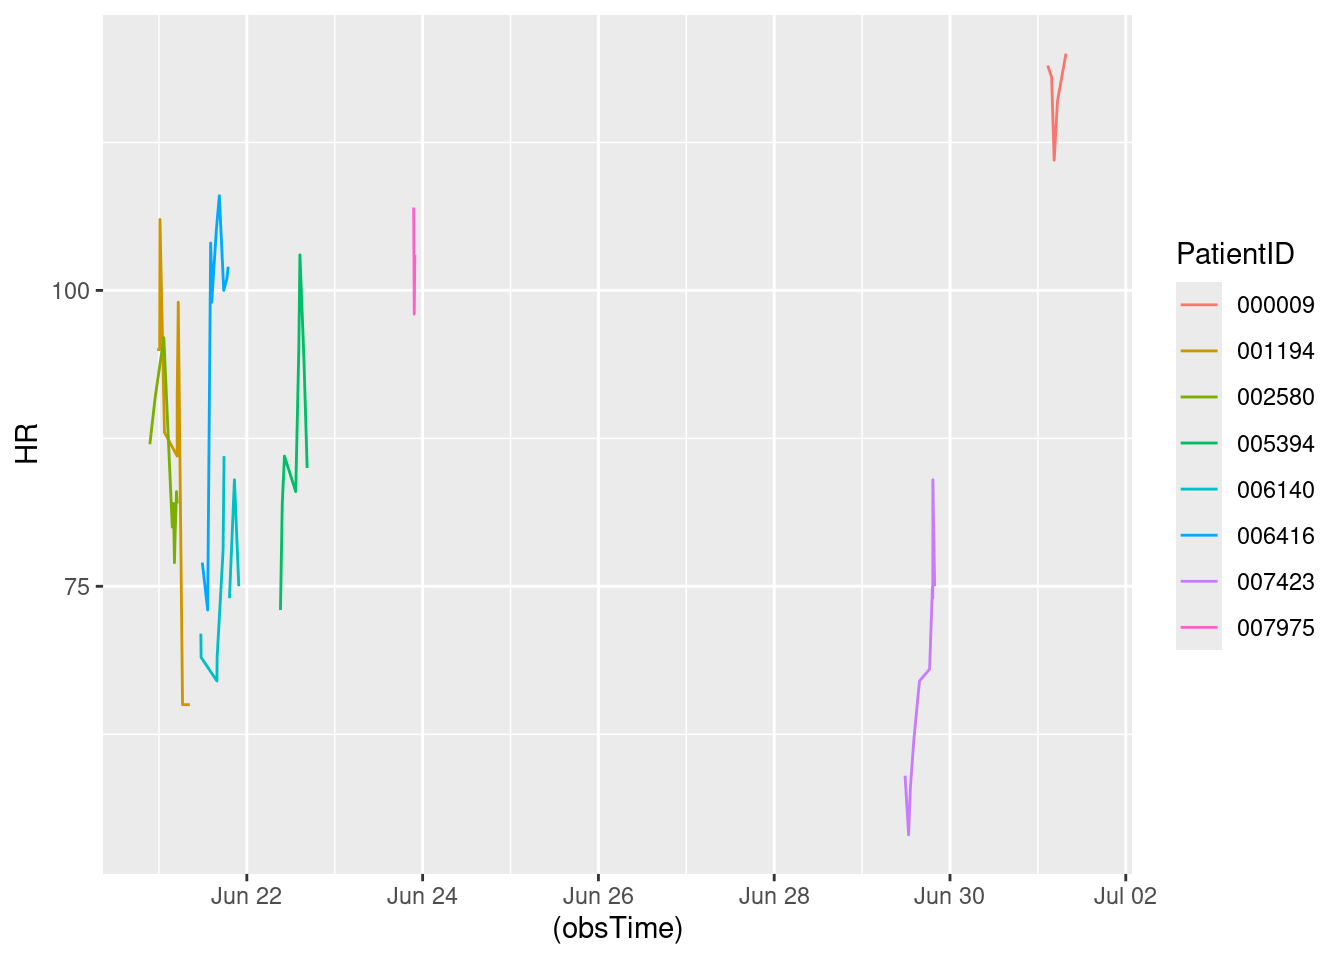 HR
100
75
Jun 22
Jun 24
Jun 26
Jun 28
Jun 30
Jul 02
(obsTime)
PatientID
000009
001194
002580
005394
006140
006416
007423
007975